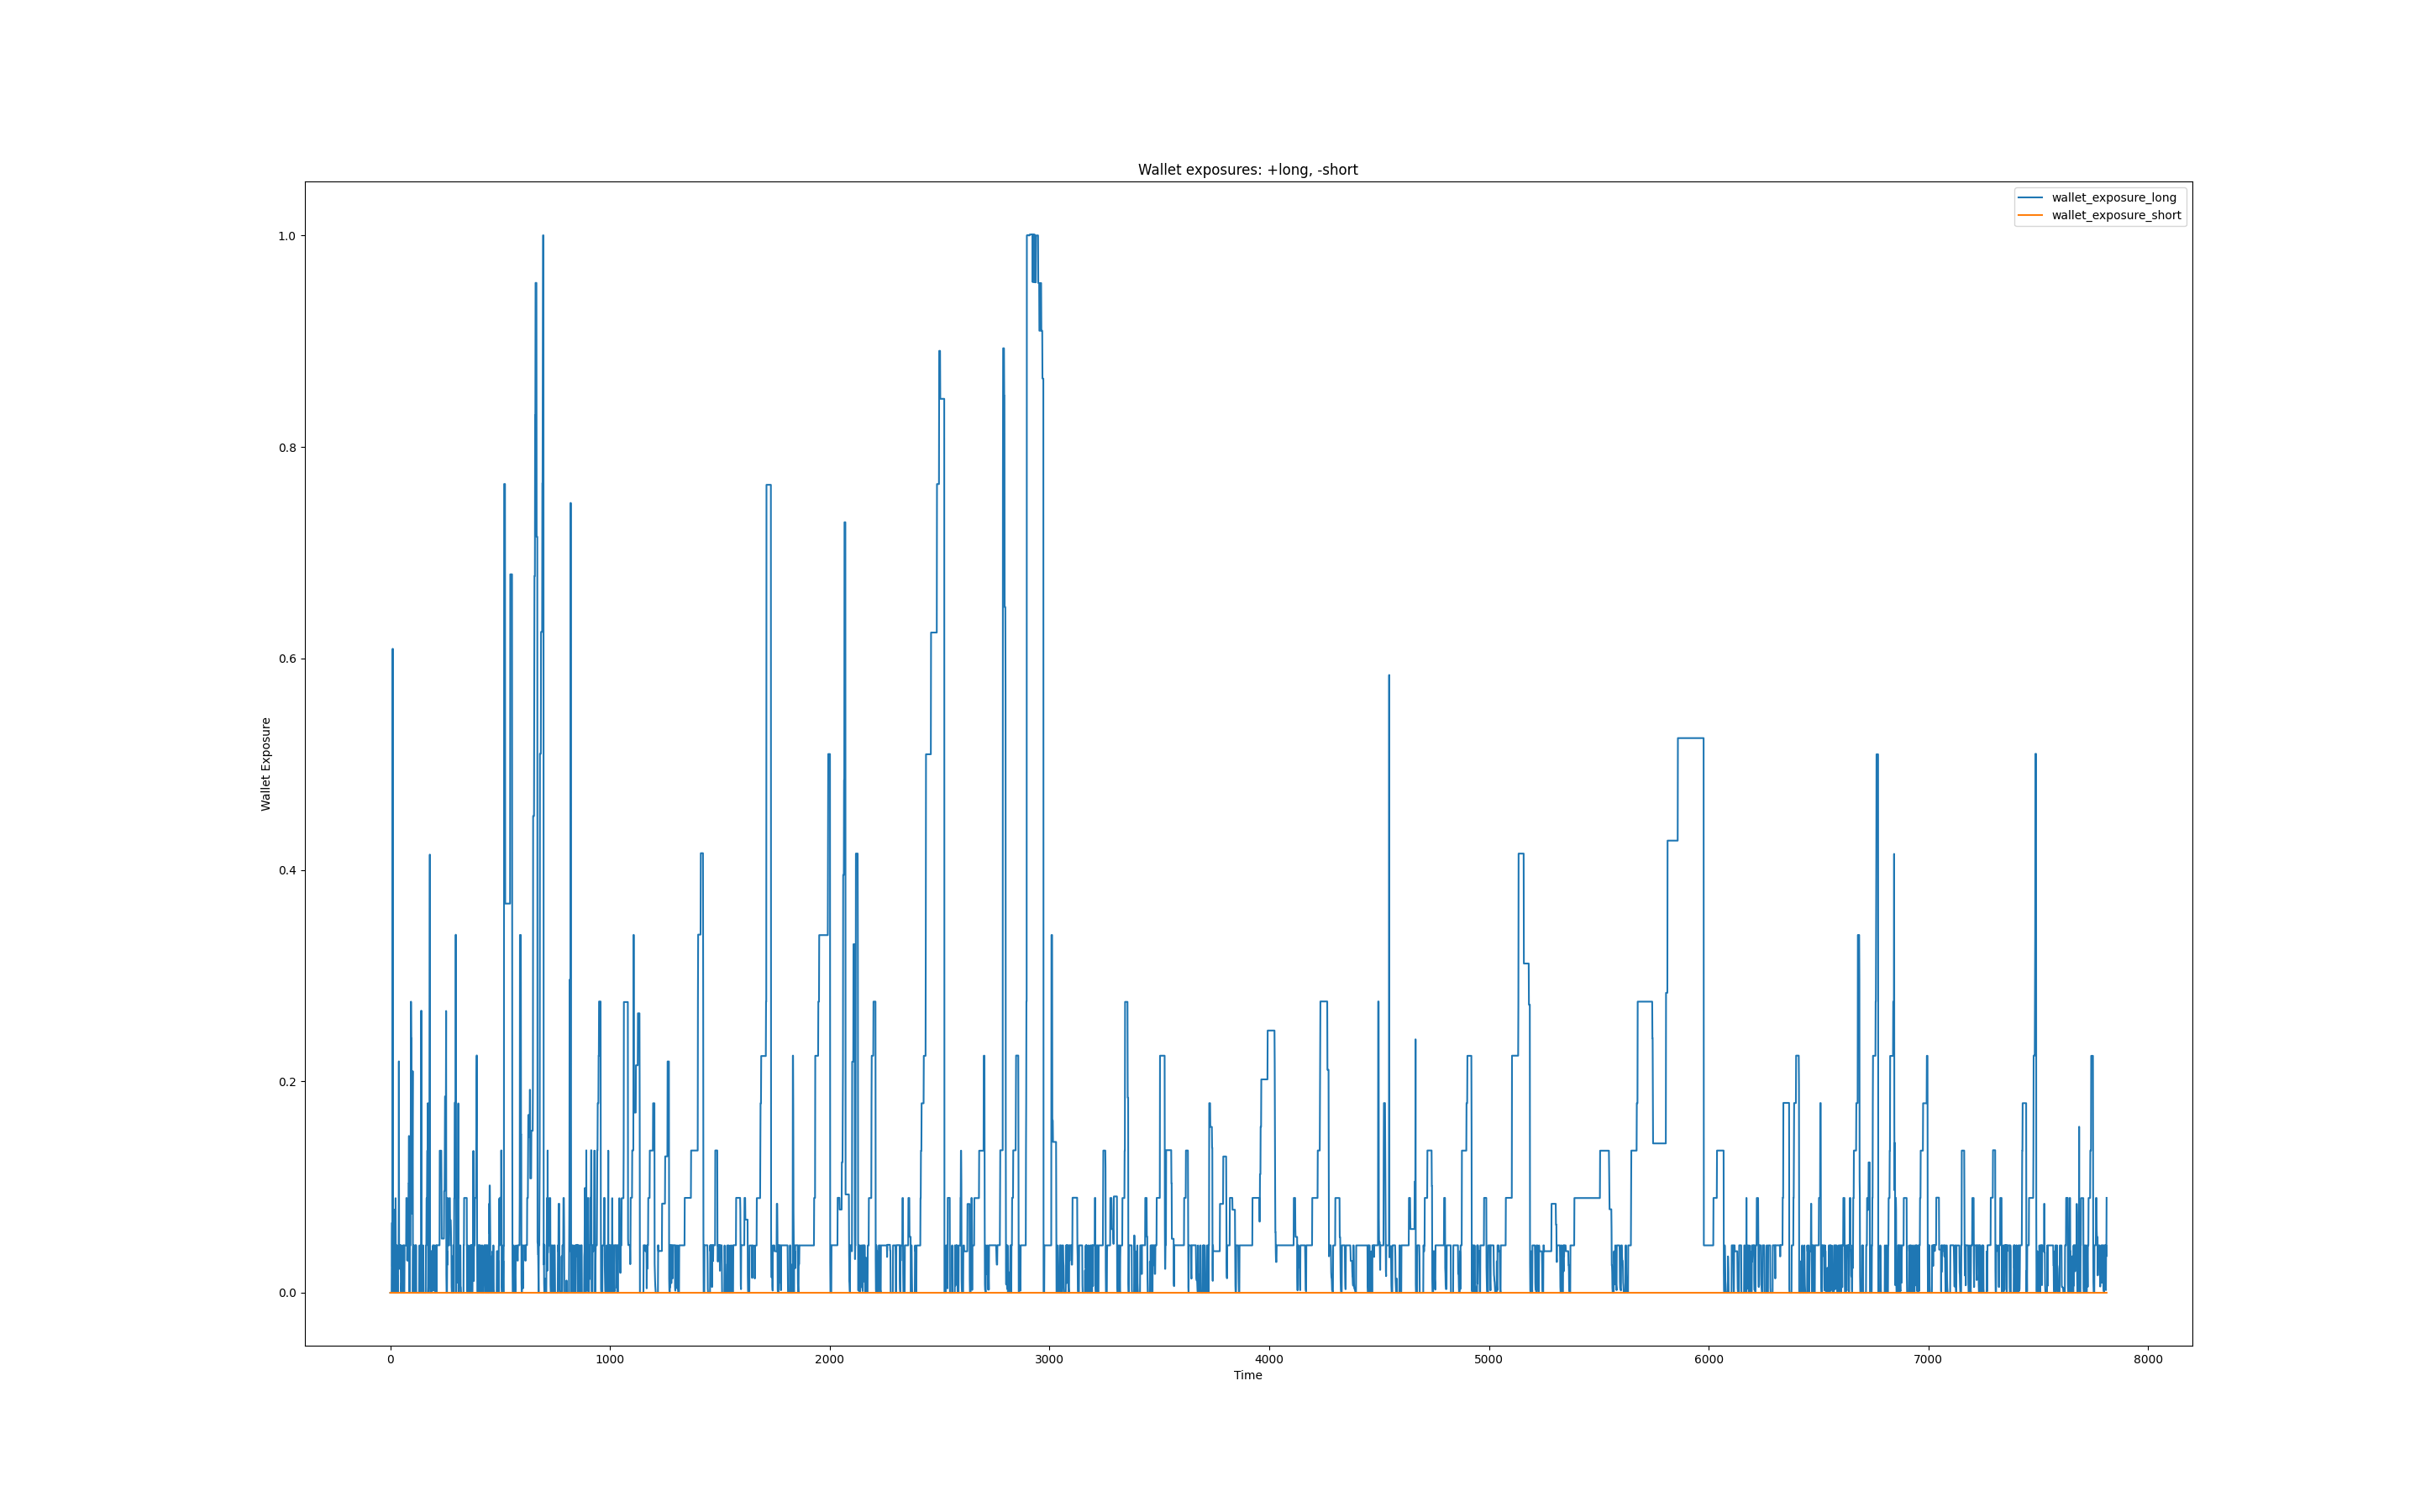 Wallet exposures: +long, -short
wallet_exposure_long
wallet_exposure_short
1.0
0.8
0.6
0.4
0.2
0.0
Wallet Exposure
0 1000 2000 3000 4000 5000 6000 7000 8000
Time